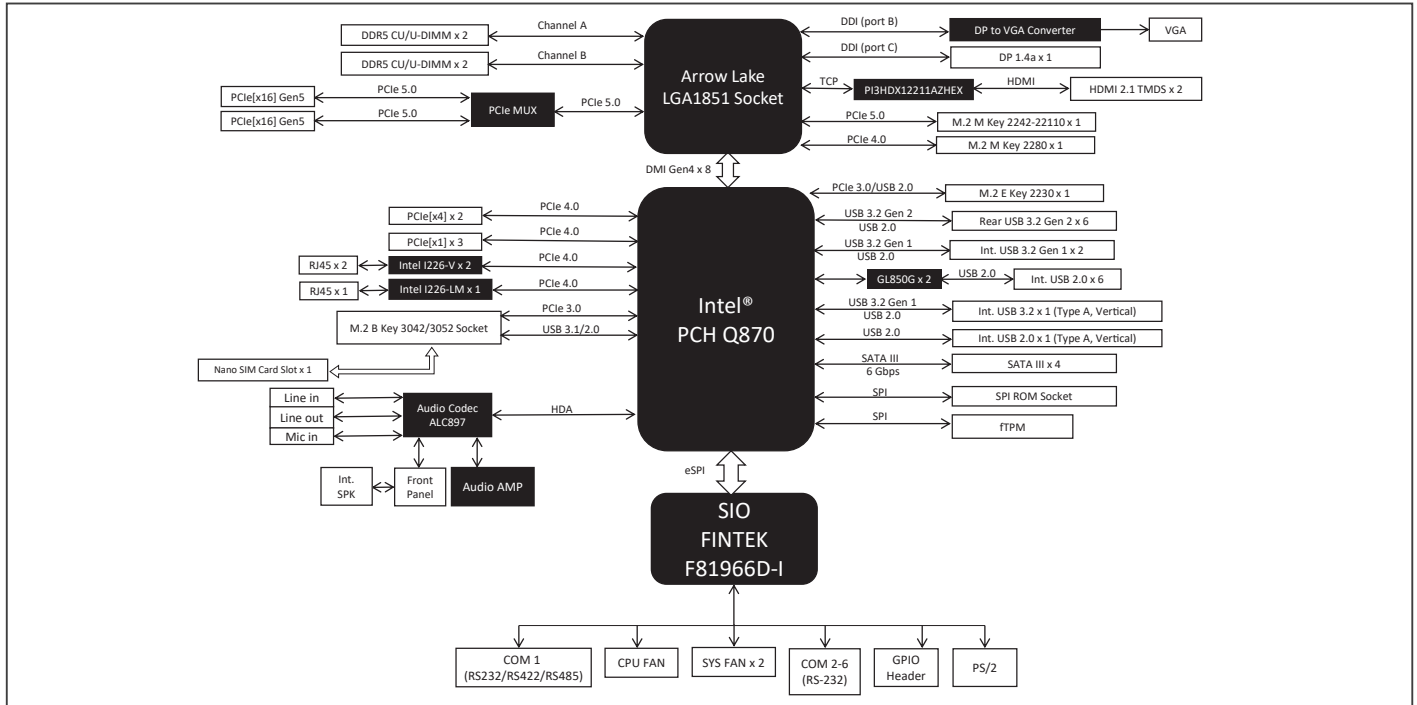 DDR5 CU/U-DIMM x 2
Channel A
DDR5 CU/U-DIMM x 2
Channel B
PCIe[x16] Gen5
PCIe 5.0
PCIe[x16] Gen5
PCIe 5.0
PCIe MUX
PCIe 5.0
Arrow Lake
LGA1851 Socket
DDI (port B)
DP to VGA Converter
VGA
DDI (port C)
DP 1.4a x 1
TCP
PI3HDX12211AZHEX
HDMI
HDMI 2.1 TMDS x 2
PCIe 5.0
M.2 M Key 2242-22110 x 1
PCIe 4.0
M.2 M Key 2280 x 1
DMI Gen4 x 8
PCIe[x4] x 2
PCIe 4.0
PCIe[x1] x 3
PCIe 4.0
RJ45 x 2
Intel I226-V x 2
PCIe 4.0
RJ45 x 1
Intel I226-LM x 1
PCIe 4.0
M.2 B Key 3042/3052 Socket
PCIe 3.0
USB 3.1/2.0
Nano SIM Card Slot x 1
Line in
Line out
Mic in
Audio Codec
ALC897
HDA
Int.
SPK
Front
Panel
Audio AMP
Intel®
PCH Q870
PCIe 3.0/USB 2.0
M.2 E Key 2230 x 1
USB 3.2 Gen 2
USB 2.0
Rear USB 3.2 Gen 2 x 6
USB 3.2 Gen 1
USB 2.0
Int. USB 3.2 Gen 1 x 2
GL850G x 2
USB 2.0
Int. USB 2.0 x 6
USB 3.2 Gen 1
USB 2.0
Int. USB 3.2 x 1 (Type A, Vertical)
USB 2.0
Int. USB 2.0 x 1 (Type A, Vertical)
SATA III
6 Gbps
SATA III x 4
SPI
SPI ROM Socket
SPI
fTPM
eSPI
SIO
FINTEK
F81966D-I
COM 1
(RS232/RS422/RS485)
CPU FAN
SYS FAN x 2
COM 2-6
(RS-232)
GPIO
Header
PS/2